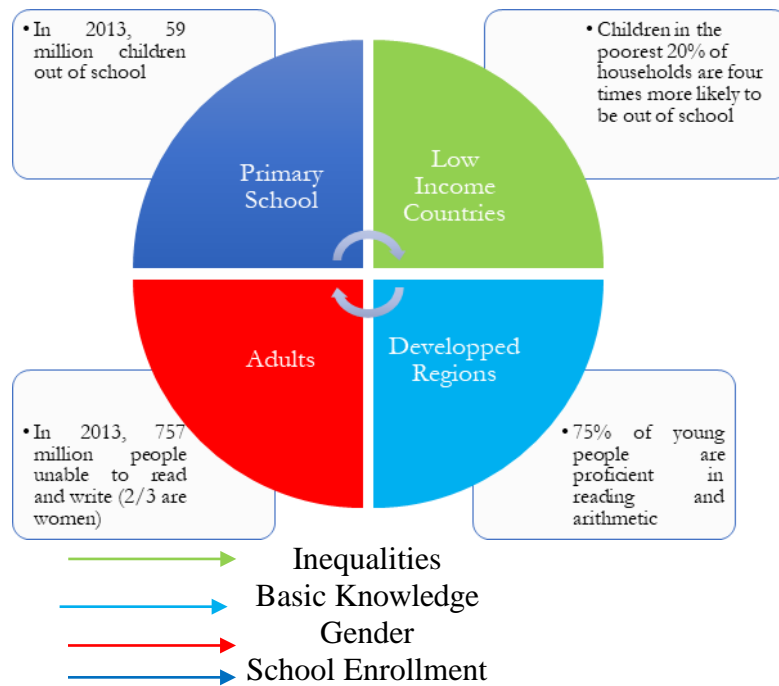 • In 2013, 59
million children
out of school
• Children in the
poorest 20% of
households are four
times more likely to
be out of school
Primary
School
Low
Income
Countries
Adults
Developped
Regions
• In 2013, 757
million people
unable to read
and write (2/3 are
women)
• 75% of young
people are
proficient in
reading and
arithmetic
Inequalities
Basic Knowledge
Gender
School Enrollment